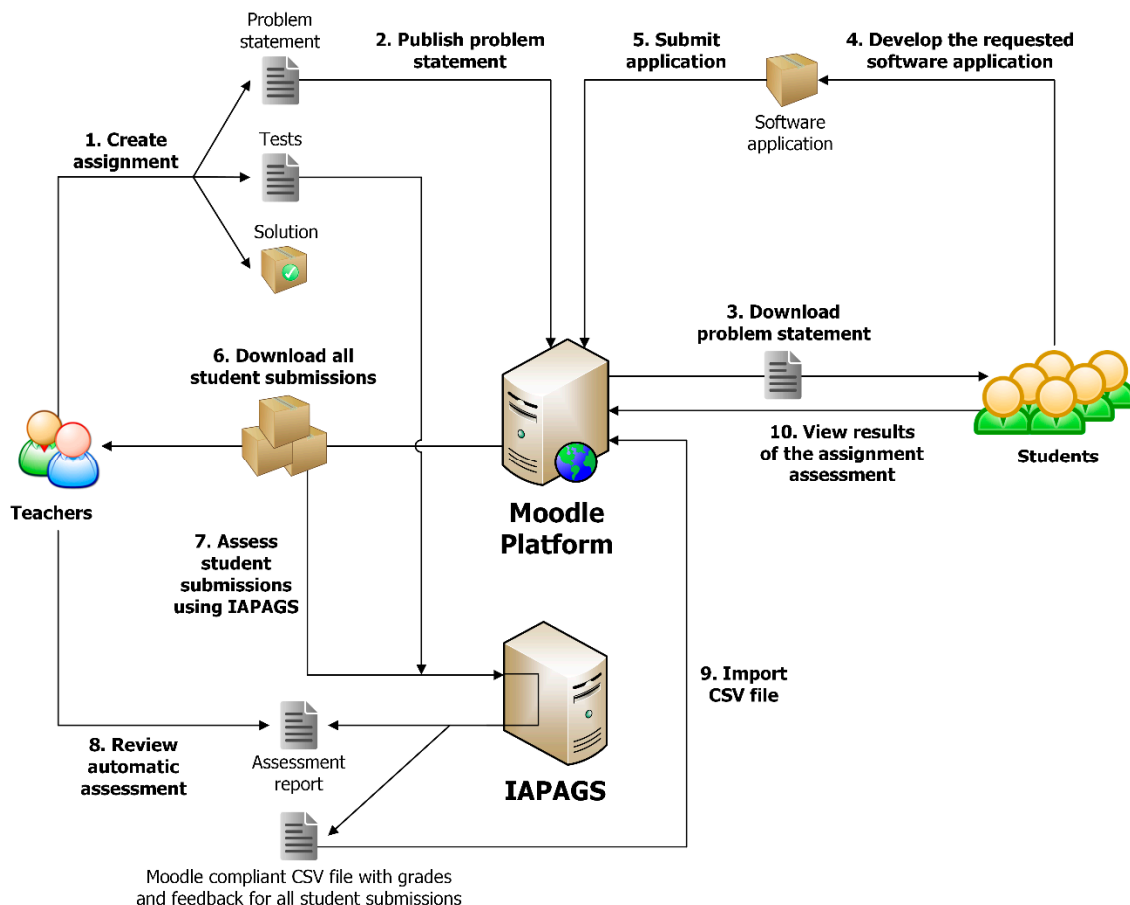 Problem
statement
2. Publish problem
statement
5. Submit
application
4. Develop the requested
software application
1. Create
assignment
Tests
Software
application
Solution
3. Download
problem statement
6. Download all
student submissions
10. View results
of the assignment
assessment
Students
Teachers
Moodle
Platform
7. Assess
student
submissions
using IAPAGS
9. Import
CSV file
8. Review
automatic
assessment
Assessment
report
IAPAGS
Moodle compliant CSV file with grades
and feedback for all student submissions